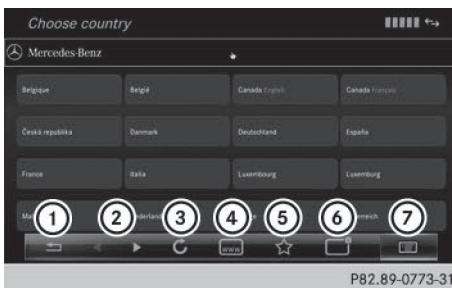 Choose country
Mercedes-Benz
Belgique België Canada English Canada Français
Česká republika Danmark Deutschland España
France Italia Luxembourg Luxemburg
1 2 3 4 5 6 7
www
P82.89-0773-31